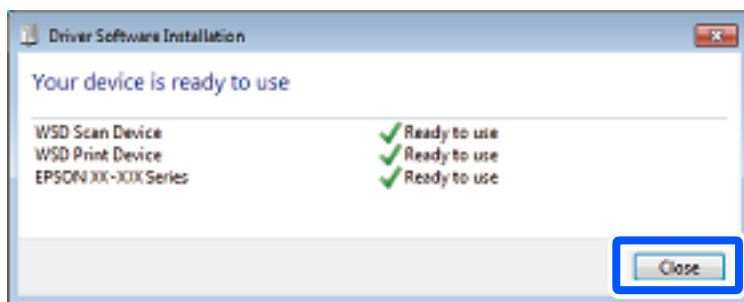 Driver Software Installation
Your device is ready to use
WSD Scan Device Ready to use
WSD Print Device Ready to use
EPSON XX-XXX Series Ready to use
Close